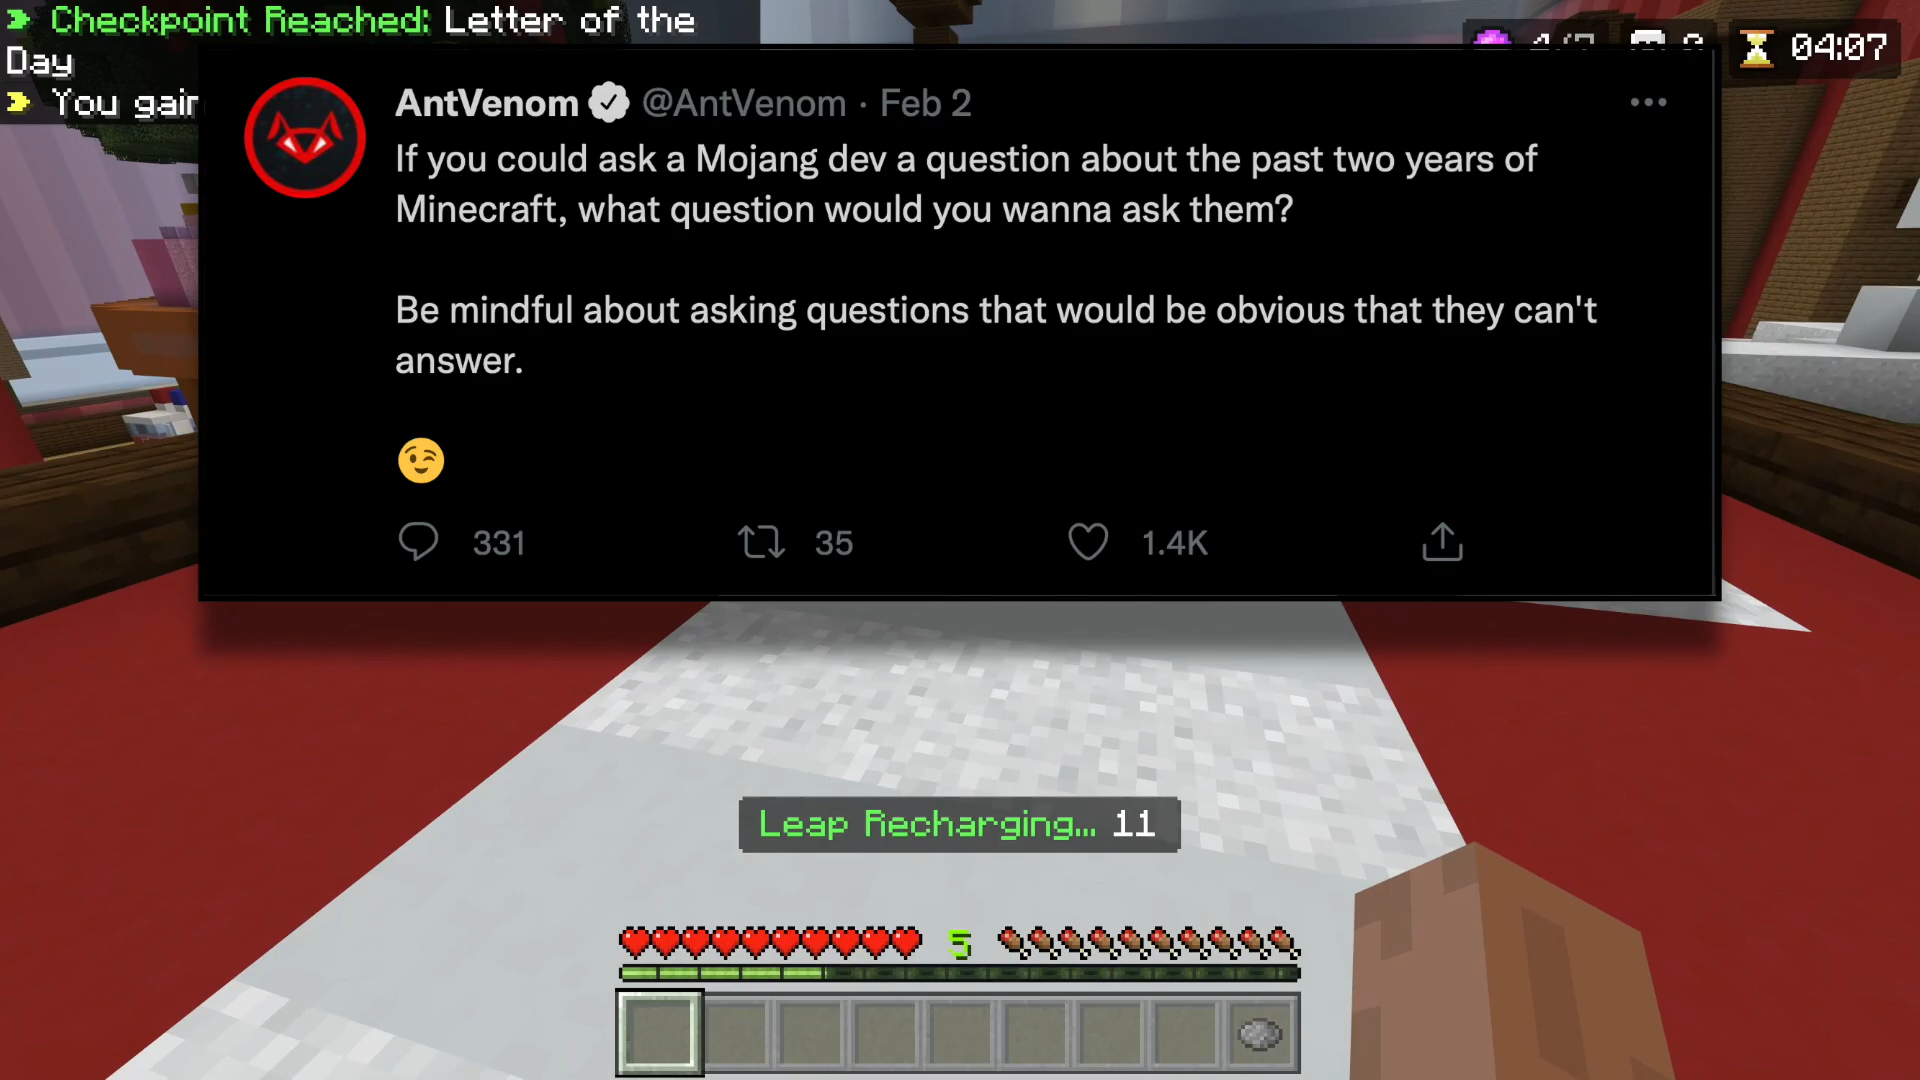 Checkpoint Reached: Letter of the
Day
You gain
04:07
AntVenom @AntVenom · Feb 2
If you could ask a Mojang dev a question about the past two years of
Minecraft, what question would you wanna ask them?
Be mindful about asking questions that would be obvious that they can't
answer.
😉
331 35 1.4K
Leap Recharging... 11
5